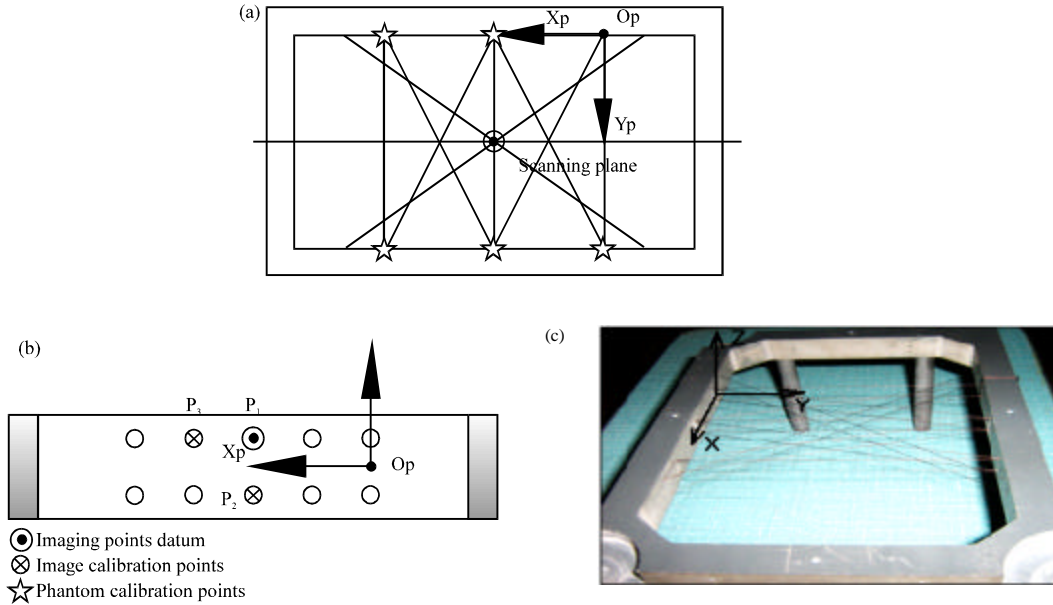 (a)
Xp
Op
Yp
Scanning plane
(b)
P3
P1
Xp
Op
P2
Imaging points datum
Image calibration points
Phantom calibration points
(c)
Z
Y
X